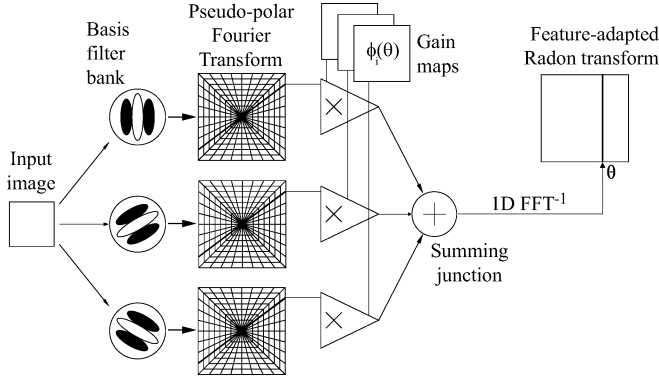 Pseudo-polar
Fourier
Transform
Basis
filter
bank
ϕi(θ)
Gain
maps
Feature-adapted
Radon transform
Input
image
θ
1D FFT-1
Summing
junction